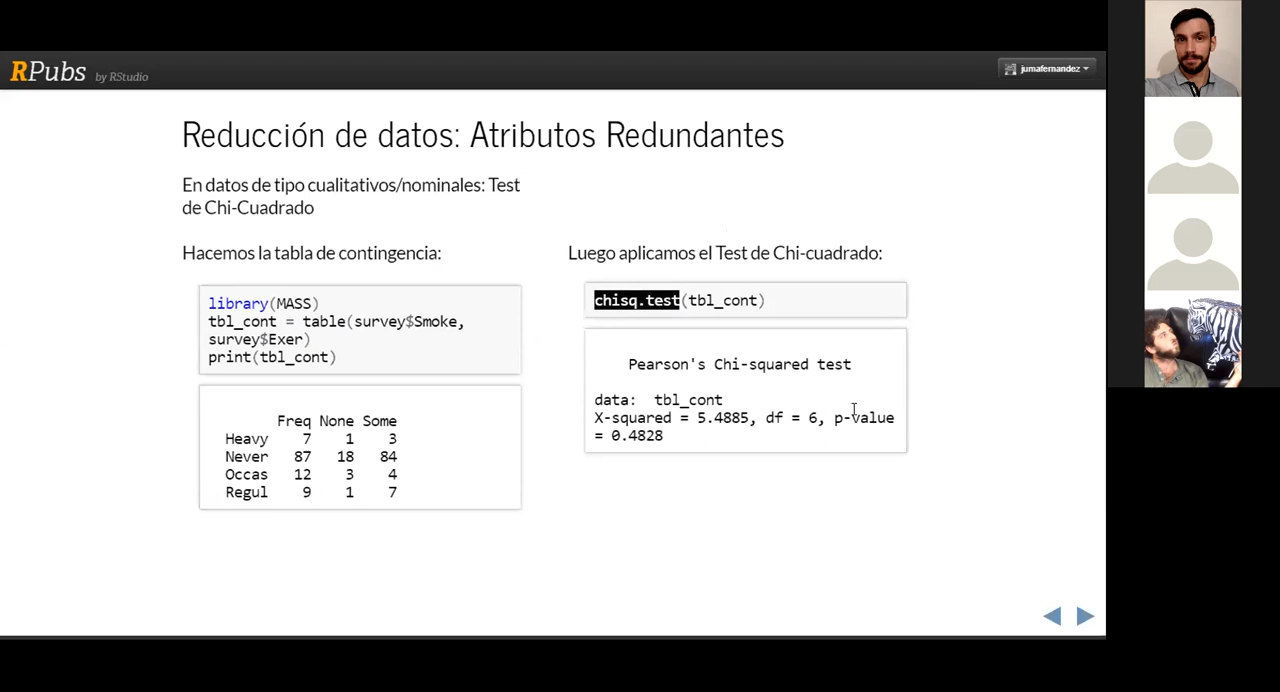 RPubs by RStudio
jumafernandez
Reducción de datos: Atributos Redundantes
En datos de tipo cualitativos/nominales: Test
de Chi-Cuadrado
Hacemos la tabla de contingencia:
library(MASS)
tbl_cont = table(survey$Smoke,
survey$Exer)
print(tbl_cont)
Freq None Some
Heavy 7 1 3
Never 87 18 84
Occas 12 3 4
Regul 9 1 7
Luego aplicamos el Test de Chi-cuadrado:
chisq.test(tbl_cont)
Pearson's Chi-squared test
data: tbl_cont
X-squared = 5.4885, df = 6, p-value
= 0.4828